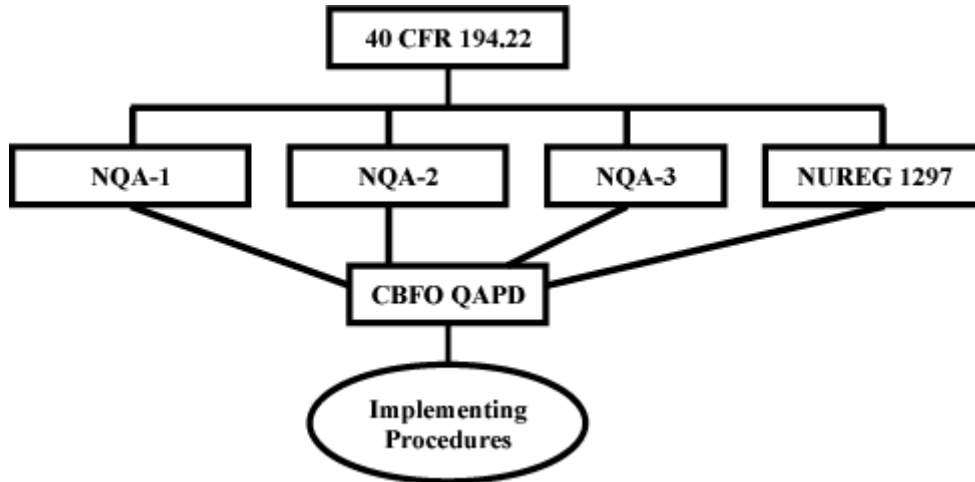 40 CFR 194.22
NQA-1
NQA-2
NQA-3
NUREG 1297
CBFO QAPD
Implementing
Procedures